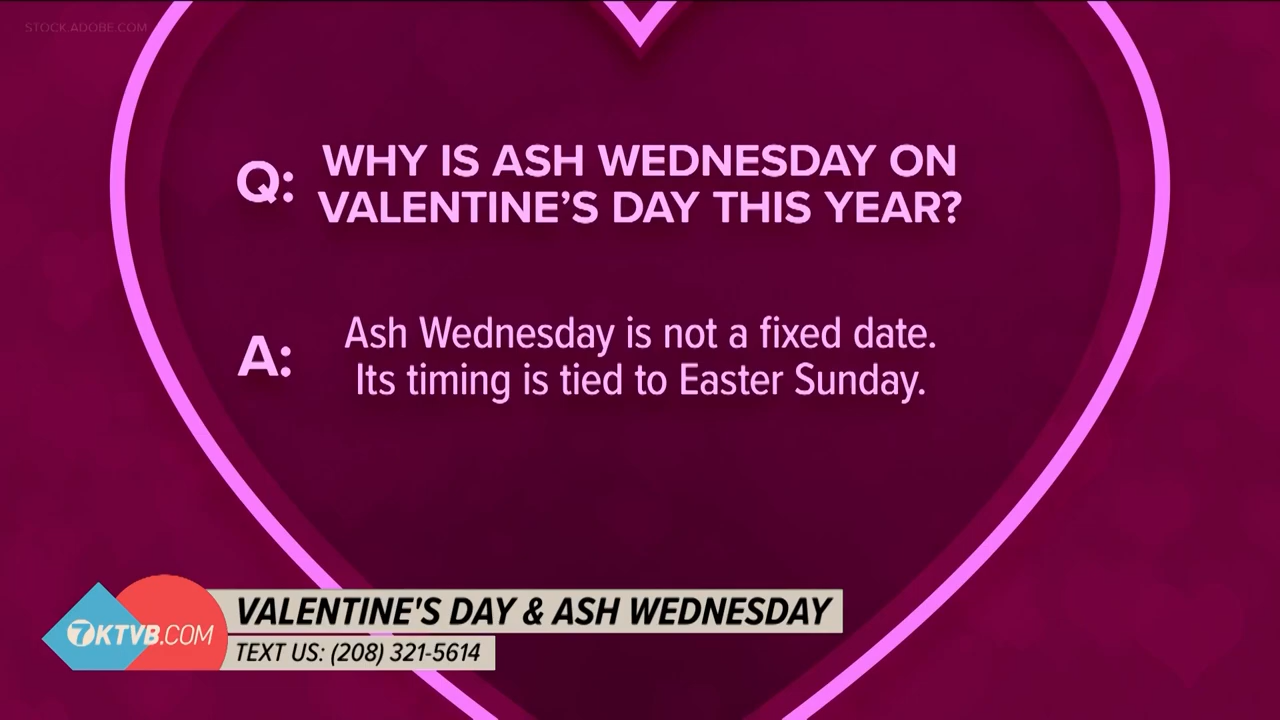 STOCK.ADOBE.COM
Q: WHY IS ASH WEDNESDAY ON
VALENTINE’S DAY THIS YEAR?
A: Ash Wednesday is not a fixed date.
Its timing is tied to Easter Sunday.
VALENTINE'S DAY & ASH WEDNESDAY
7KTVB.COM
TEXT US: (208) 321-5614